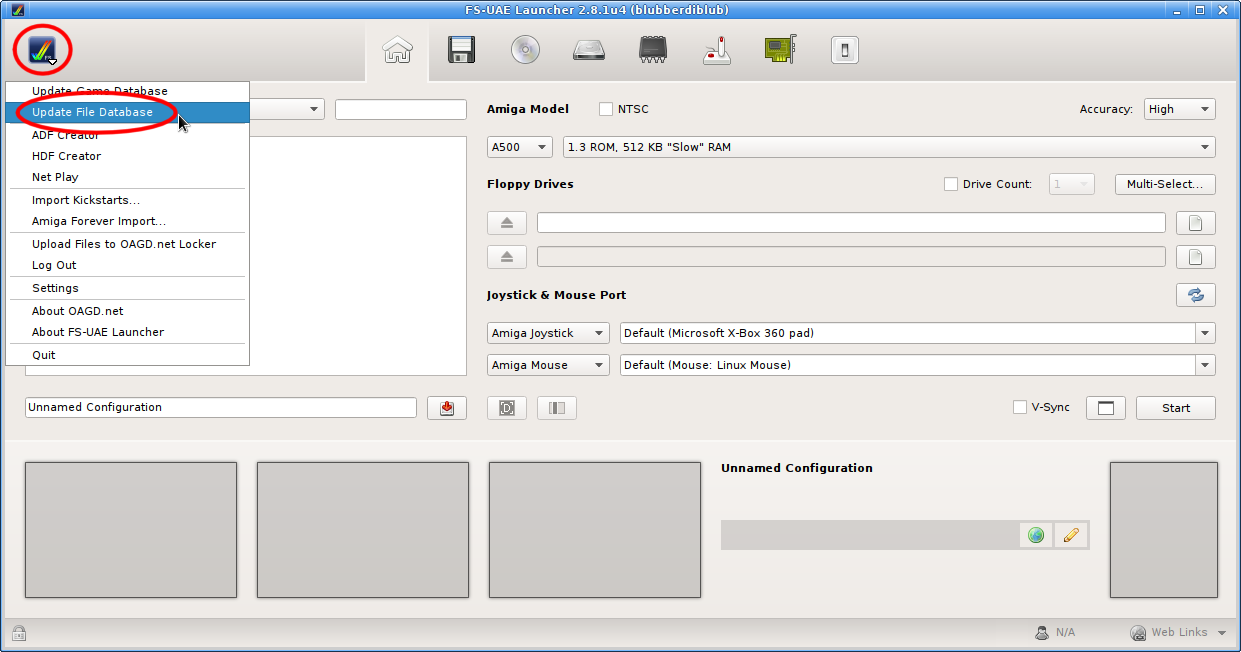 FS-UAE Launcher 2.8.1u4 (blubberdiblub)
Update Game Database
Update File Database
ADF Creator
HDF Creator
Net Play
Import Kickstarts...
Amiga Forever Import...
Upload Files to OAGD.net Locker
Log Out
Settings
About OAGD.net
About FS-UAE Launcher
Quit
Unnamed Configuration
Amiga Model
NTSC
Accuracy:
High
A500
1.3 ROM, 512 KB "Slow" RAM
Floppy Drives
Drive Count:
1
Multi-Select...
Joystick & Mouse Port
Amiga Joystick
Default (Microsoft X-Box 360 pad)
Amiga Mouse
Default (Mouse: Linux Mouse)
V-Sync
Start
Unnamed Configuration
N/A
Web Links